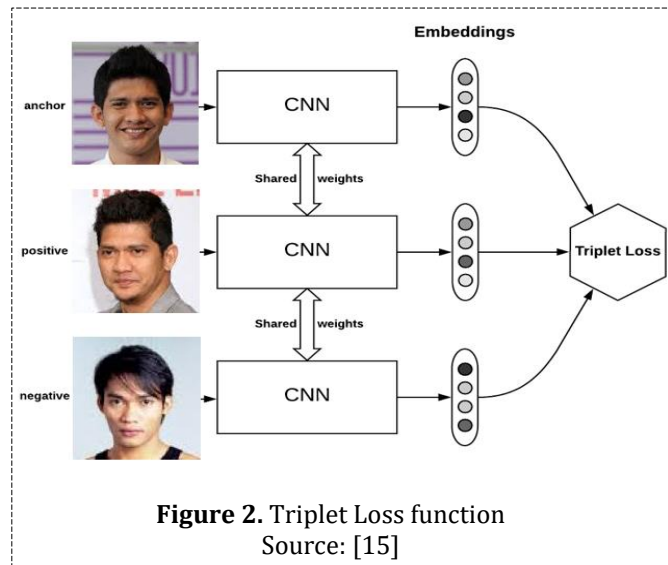 Embeddings
anchor
CNN
Shared weights
positive
CNN
Triplet Loss
Shared weights
negative
CNN
Figure 2. Triplet Loss function
Source: [15]